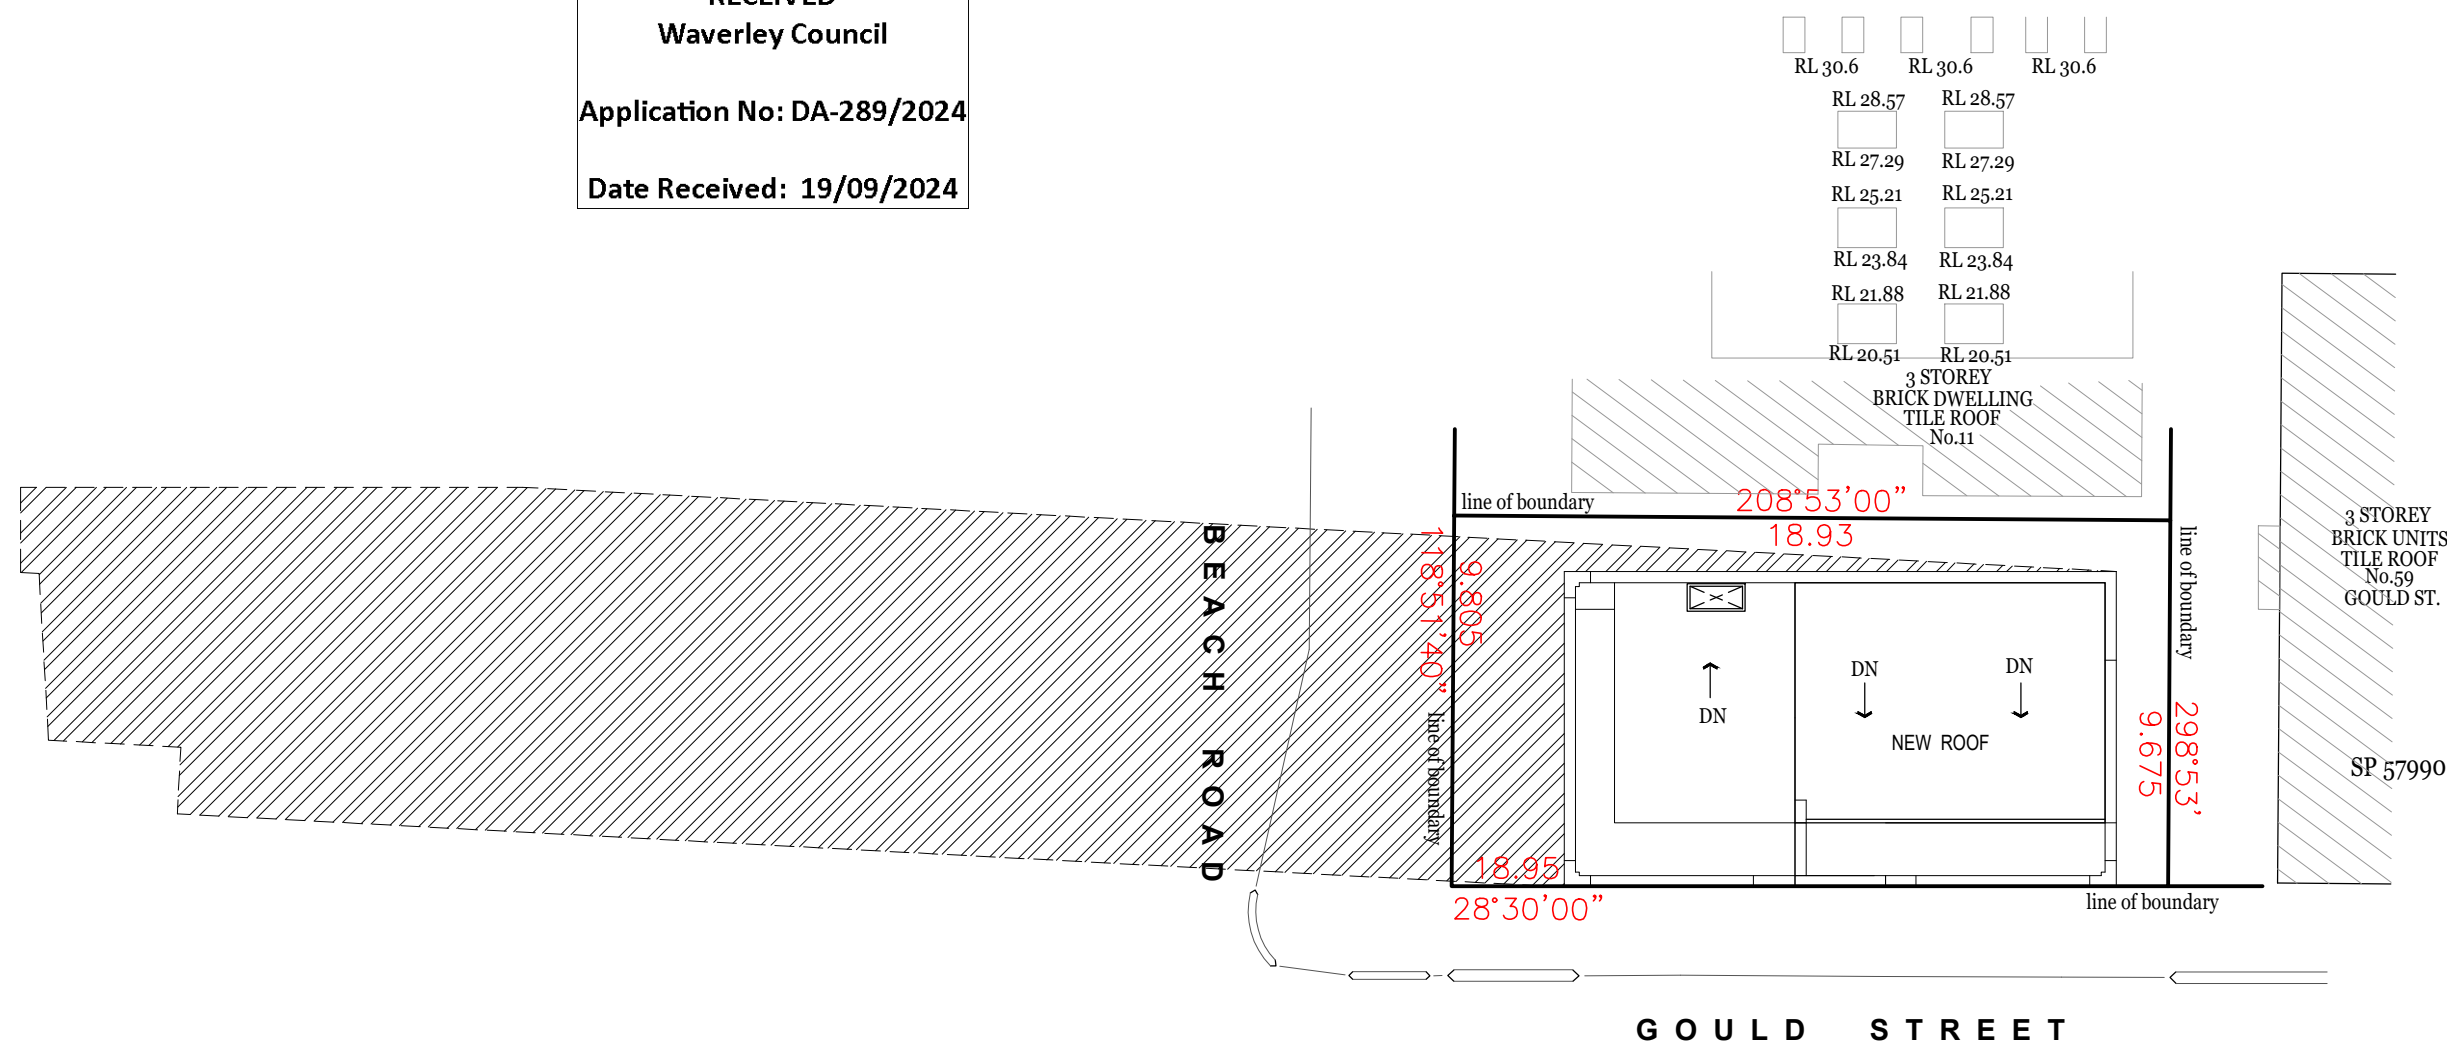 RECEIVED
Waverley Council
Application No: DA-289/2024
Date Received: 19/09/2024
RL 30.6 RL 30.6 RL 30.6
RL 28.57 RL 28.57
RL 27.29 RL 27.29
RL 25.21 RL 25.21
RL 23.84 RL 23.84
RL 21.88 RL 21.88
RL 20.51 RL 20.51
3 STOREY
BRICK DWELLING
TILE ROOF
No.11
line of boundary
208°53'00"
18.93
BEACH ROAD
118°51'40"
9.805
line of boundary
DN
DN
DN
NEW ROOF
line of boundary
298°53'
9.675
3 STOREY
BRICK UNITS
TILE ROOF
No.59
GOULD ST.
SP 57990
18.95
28°30'00"
line of boundary
GOULD STREET